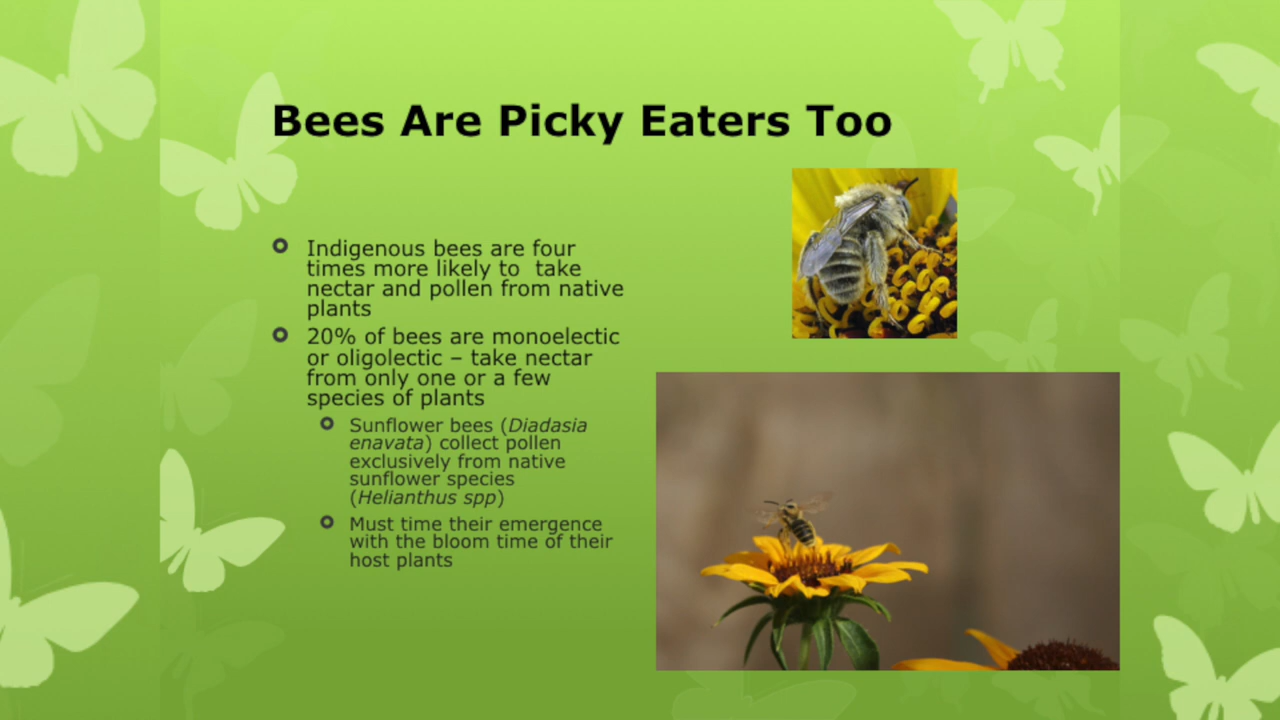 Bees Are Picky Eaters Too
Indigenous bees are four
times more likely to  take
nectar and pollen from native
plants
20% of bees are monoelectic
or oligolectic – take nectar
from only one or a few
species of plants
Sunflower bees (Diadasia
enavata) collect pollen
exclusively from native
sunflower species
(Helianthus spp)
Must time their emergence
with the bloom time of their
host plants